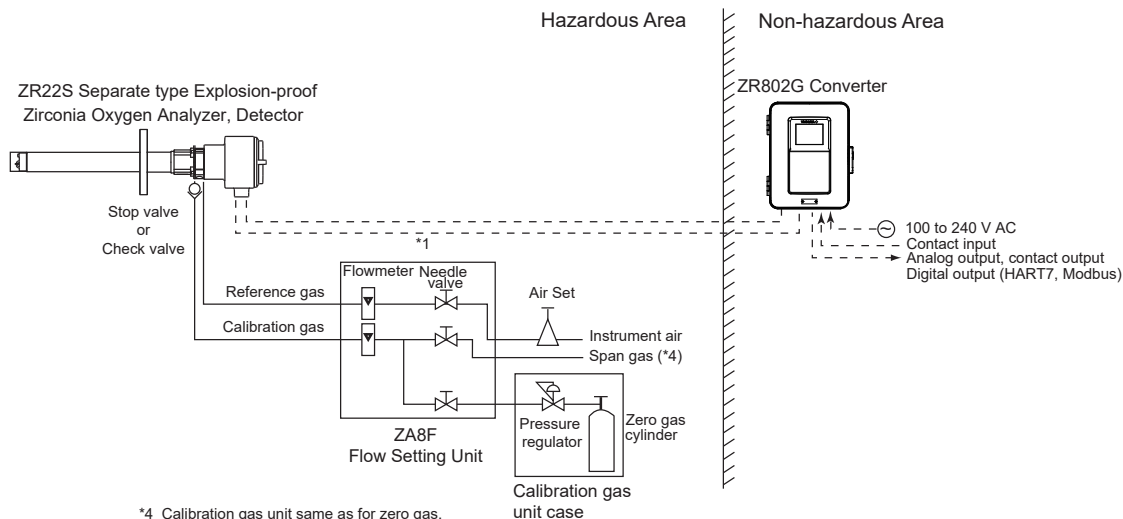 Hazardous Area
Non-hazardous Area
ZR22S Separate type Explosion-proof
Zirconia Oxygen Analyzer, Detector
ZR802G Converter
Stop valve
or
Check valve
100 to 240 V AC
Contact input
Analog output, contact output
Digital output (HART7, Modbus)
*1
Flowmeter
Needle
valve
Reference gas
Air Set
Calibration gas
Instrument air
Span gas (*4)
Pressure
regulator
Zero gas
cylinder
ZA8F
Flow Setting Unit
Calibration gas
unit case
*4 Calibration gas unit same as for zero gas.